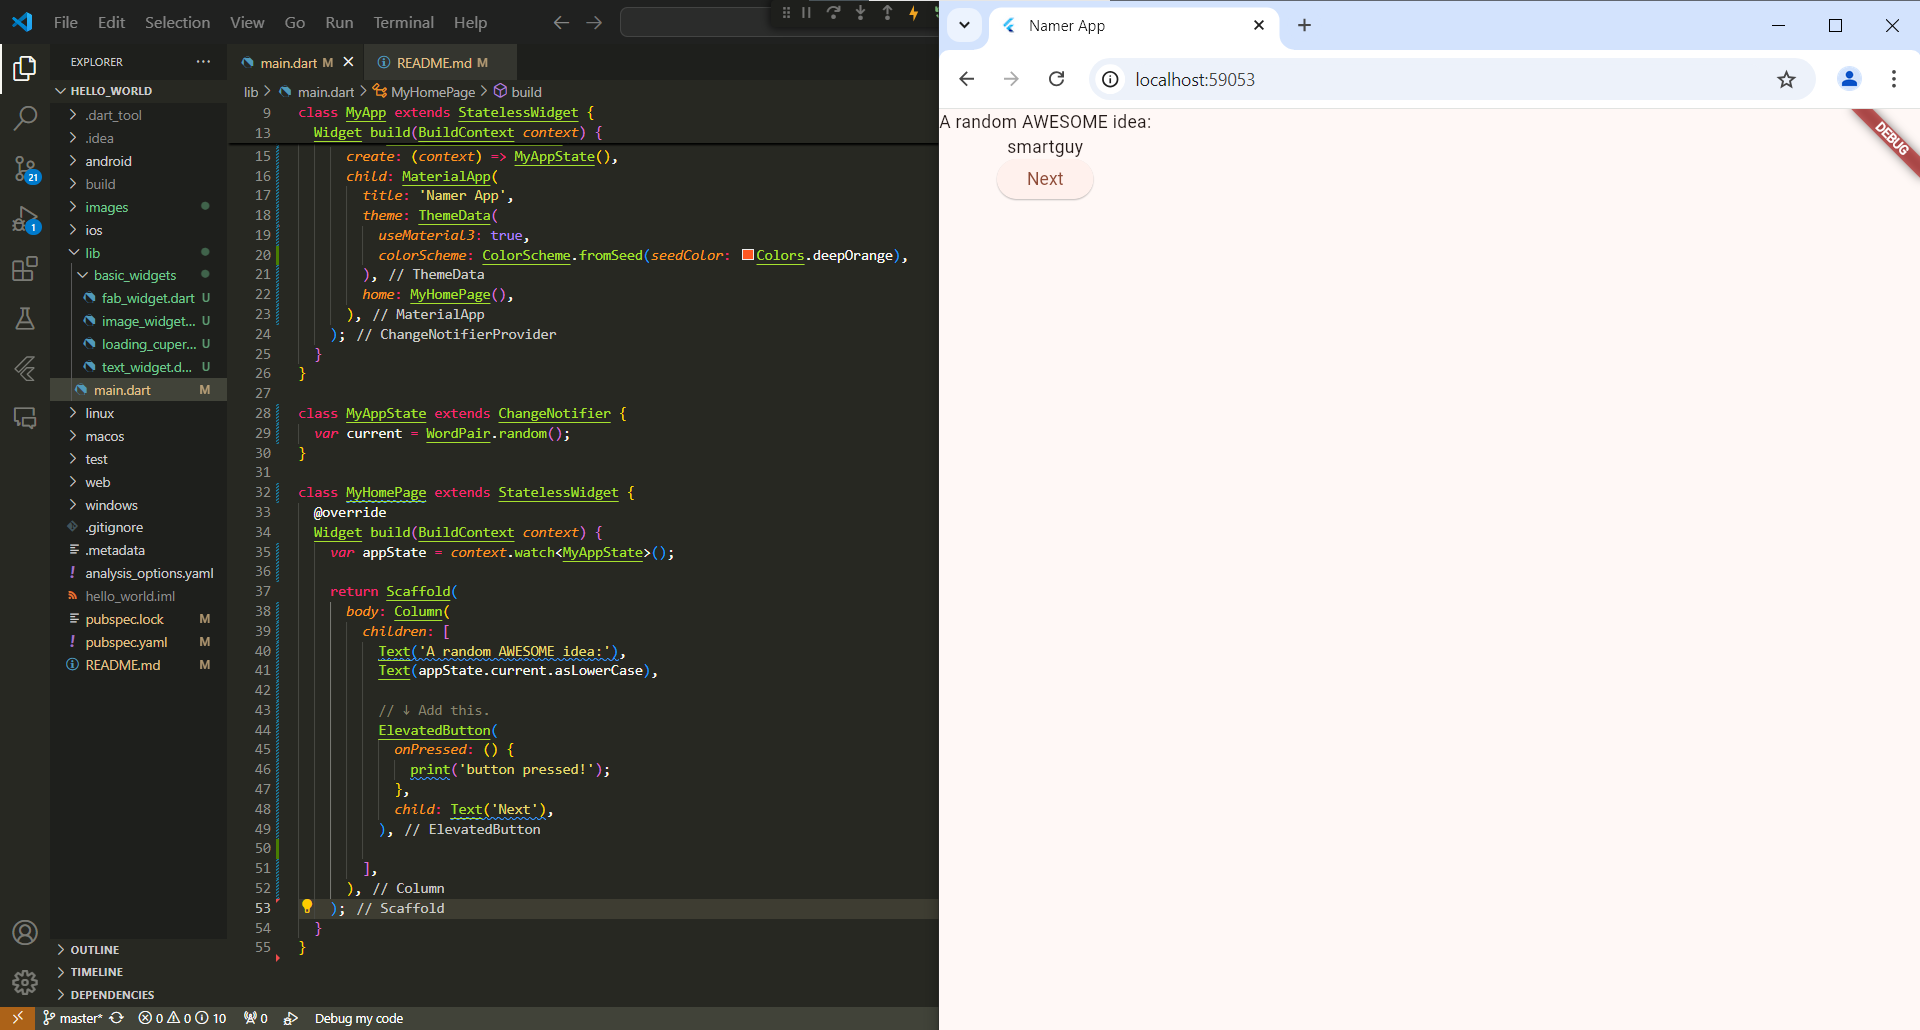 File Edit Selection View Go Run Terminal Help
EXPLORER
HELLO_WORLD
.dart_tool
.idea
android
build
images
ios
lib
basic_widgets
fab_widget.dart U
image_widget... U
loading_cuper... U
text_widget.d... U
main.dart M
linux
macos
test
web
windows
.gitignore
.metadata
analysis_options.yaml
hello_world.iml
pubspec.lock M
pubspec.yaml M
README.md M
OUTLINE
TIMELINE
DEPENDENCIES
21
1
main.dart M
README.md M
lib > main.dart > MyHomePage > build
9 class MyApp extends StatelessWidget {
13 Widget build(BuildContext context) {
15 create: (context) => MyAppState(),
16 child: MaterialApp(
17 title: 'Namer App',
18 theme: ThemeData(
19 useMaterial3: true,
20 colorScheme: ColorScheme.fromSeed(seedColor: Colors.deepOrange),
21 ), // ThemeData
22 home: MyHomePage(),
23 ), // MaterialApp
24 ); // ChangeNotifierProvider
25 }
26 }
27
28 class MyAppState extends ChangeNotifier {
29 var current = WordPair.random();
30 }
31
32 class MyHomePage extends StatelessWidget {
33 @override
34 Widget build(BuildContext context) {
35 var appState = context.watch<MyAppState>();
36
37 return Scaffold(
38 body: Column(
39 children: [
40 Text('A random AWESOME idea:'),
41 Text(appState.current.asLowerCase),
42
43 // ↓ Add this.
44 ElevatedButton(
45 onPressed: () {
46 print('button pressed!');
47 },
48 child: Text('Next'),
49 ), // ElevatedButton
50
51 ],
52 ), // Column
53 ); // Scaffold
54 }
55 }
master* 0 0 10 0 Debug my code
Namer App
localhost:59053
A random AWESOME idea:
smartguy
Next
DEBUG